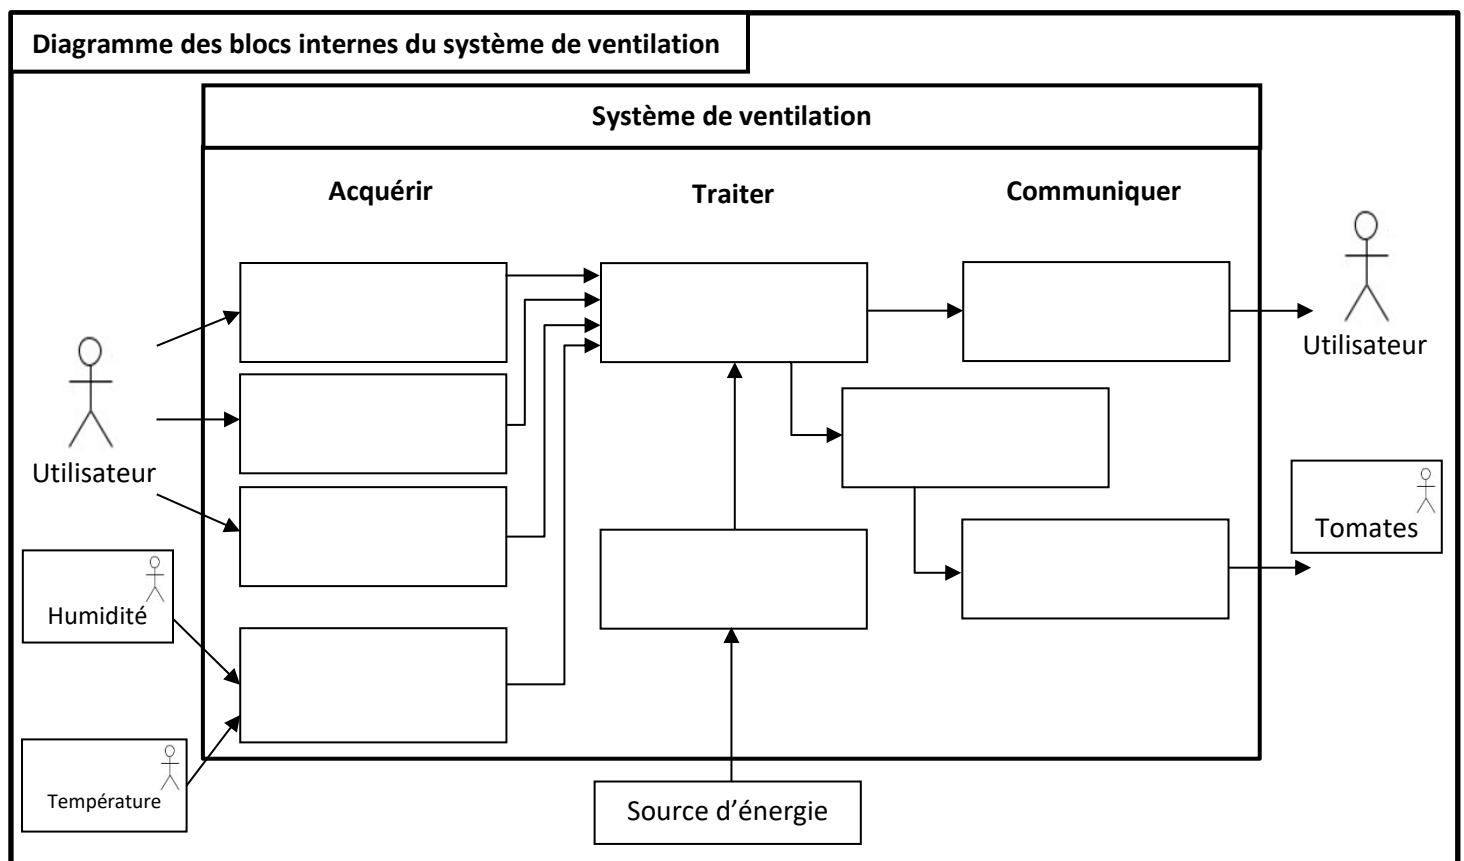 Diagramme des blocs internes du système de ventilation
Système de ventilation
Acquérir
Traiter
Communiquer
Utilisateur
Utilisateur
Humidité
Tomates
Température
Source d’énergie